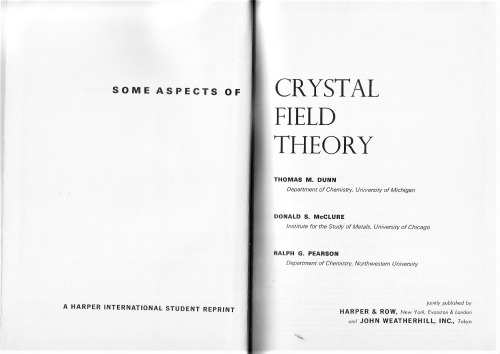 SOME ASPECTS OF
CRYSTAL
FIELD
THEORY
THOMAS M. DUNN
Department of Chemistry, University of Michigan
DONALD S. McCLURE
Institute for the Study of Metals, University of Chicago
RALPH G. PEARSON
Department of Chemistry, Northwestern University
A HARPER INTERNATIONAL STUDENT REPRINT
jointly published by
HARPER & ROW, New York, Evanston & London
and JOHN WEATHERHILL, INC., Tokyo